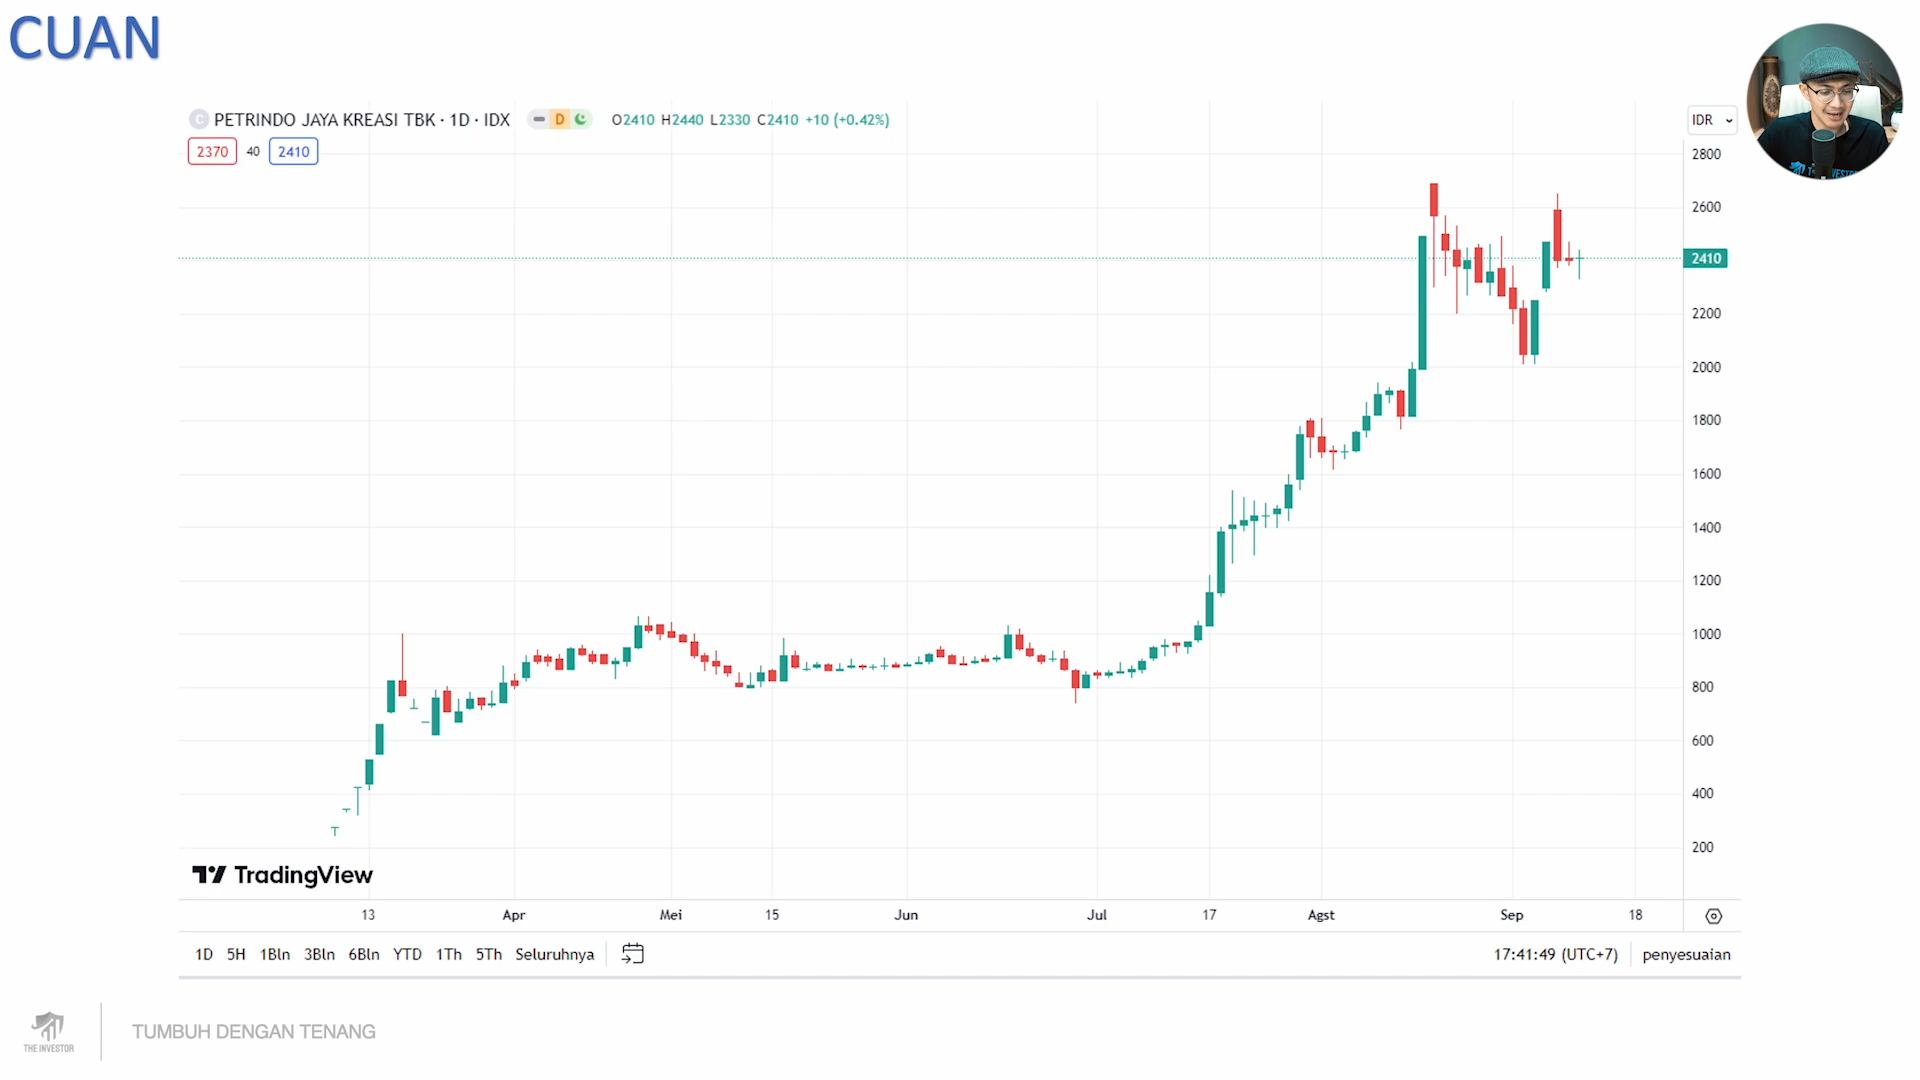 CUAN
C PETRINDO JAYA KREASI TBK · 1D · IDX D O2410 H2440 L2330 C2410 +10 (+0.42%)
IDR
2370 40 2410
2800
2600
2410
2200
2000
1800
1600
1400
1200
1000
800
600
400
200
TradingView
13 Apr Mei 15 Jun Jul 17 Agst Sep 18
1D 5H 1Bln 3Bln 6Bln YTD 1Th 5Th Seluruhnya 17:41:49 (UTC+7) penyesuaian
THE INVESTOR
TUMBUH DENGAN TENANG